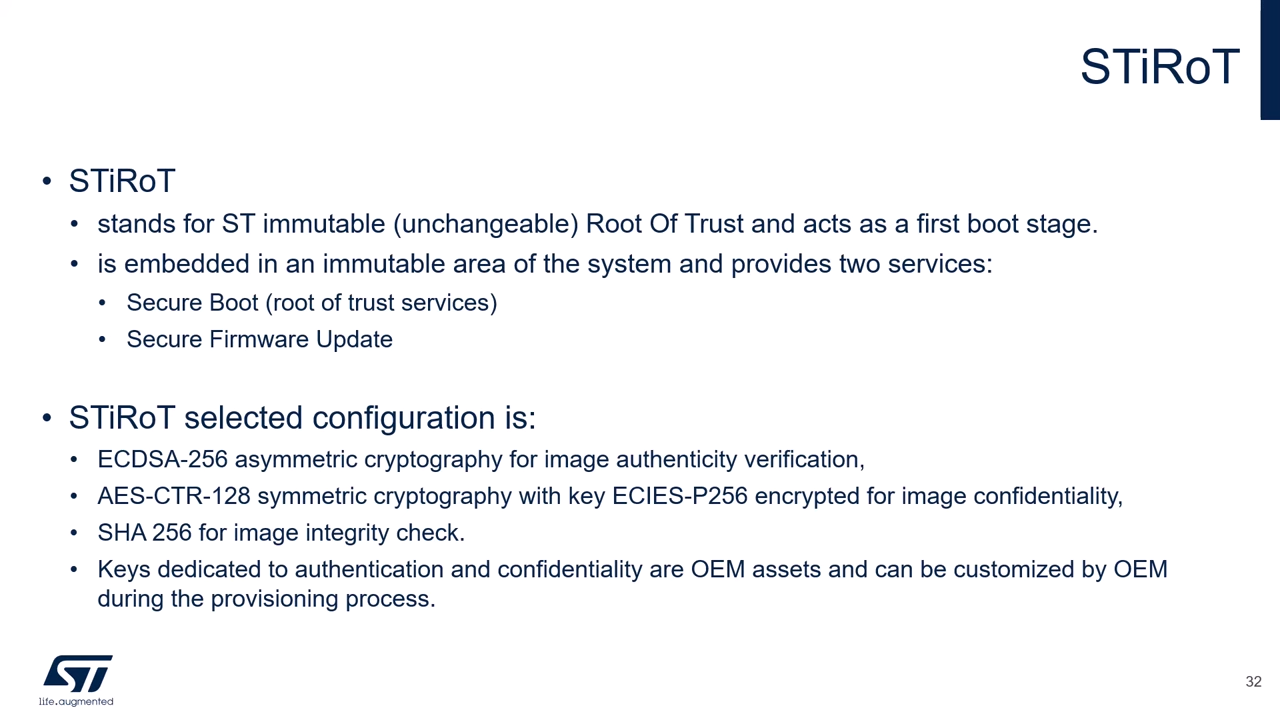 STiRoT
• STiRoT
• stands for ST immutable (unchangeable) Root Of Trust and acts as a first boot stage.
• is embedded in an immutable area of the system and provides two services:
• Secure Boot (root of trust services)
• Secure Firmware Update
• STiRoT selected configuration is:
• ECDSA-256 asymmetric cryptography for image authenticity verification,
• AES-CTR-128 symmetric cryptography with key ECIES-P256 encrypted for image confidentiality,
• SHA 256 for image integrity check.
• Keys dedicated to authentication and confidentiality are OEM assets and can be customized by OEM
during the provisioning process.
ST
life.augmented
32